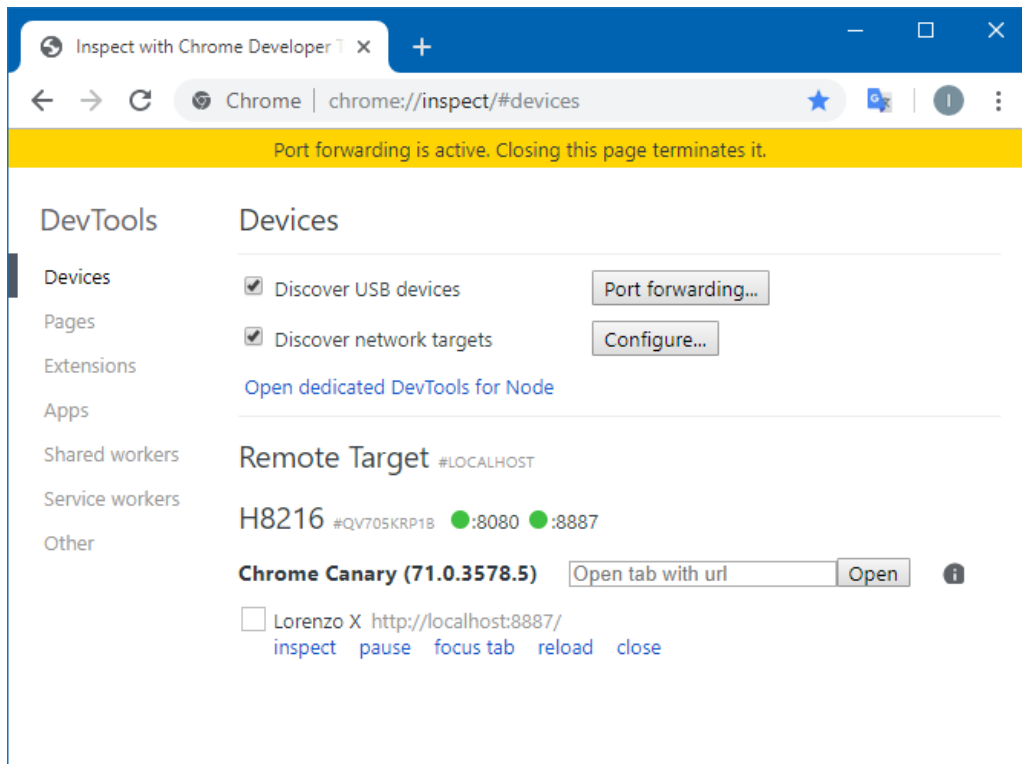 Inspect with Chrome Developer T
Chrome | chrome://inspect/#devices
Port forwarding is active. Closing this page terminates it.
DevTools
Devices
Pages
Extensions
Apps
Shared workers
Service workers
Other
Devices
Discover USB devices Port forwarding...
Discover network targets Configure...
Open dedicated DevTools for Node
Remote Target #LOCALHOST
H8216 #QV705KRP1B :8080 :8887
Chrome Canary (71.0.3578.5) Open tab with url Open
Lorenzo X http://localhost:8887/
inspect pause focus tab reload close